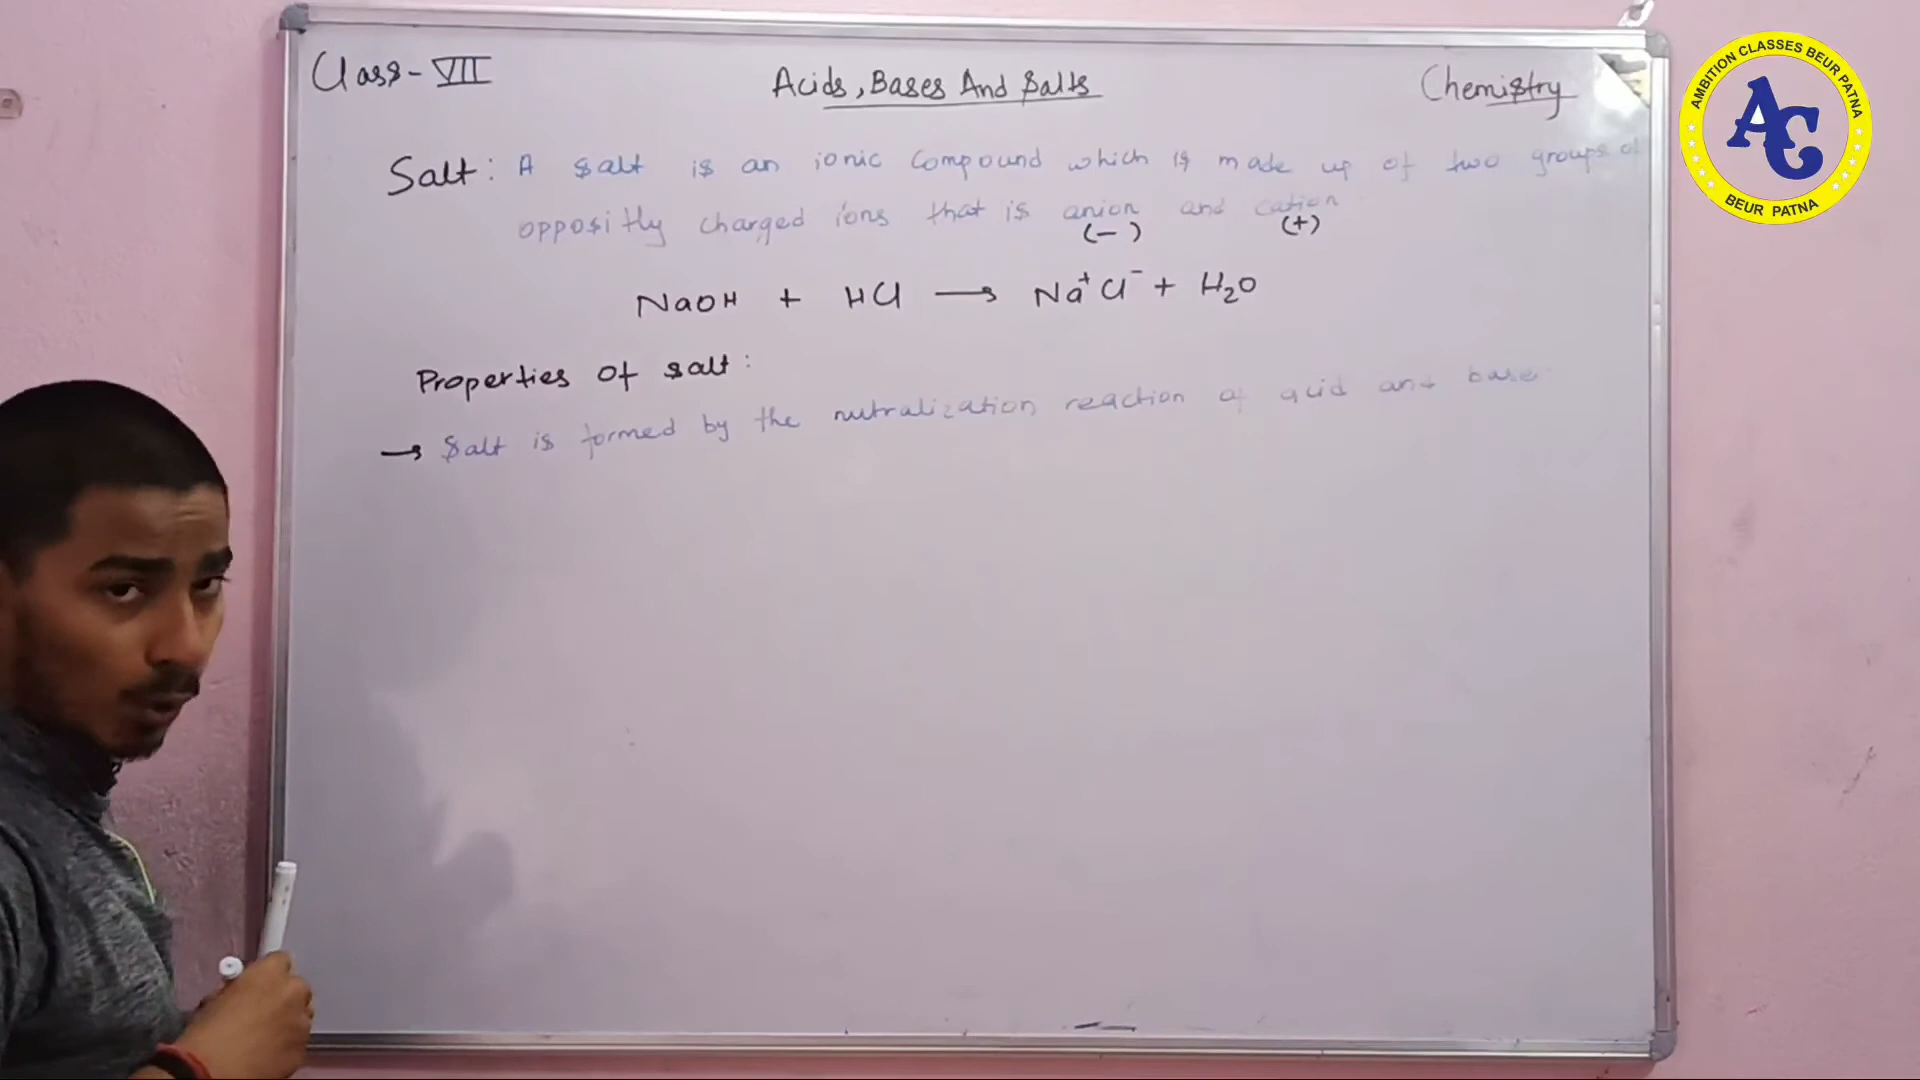 Class-VII
Acids, Bases And Salts
Chemistry
Salt: A salt is an ionic compound which is made up of two groups of
oppositly charged ions that is anion and cation
(-) (+)
NaOH + HCl → Na⁺Cl⁻ + H₂O
Properties of salt:
→ Salt is formed by the nutralization reaction of acid and base
AMBITION CLASSES BEUR PATNA
AC
BEUR PATNA